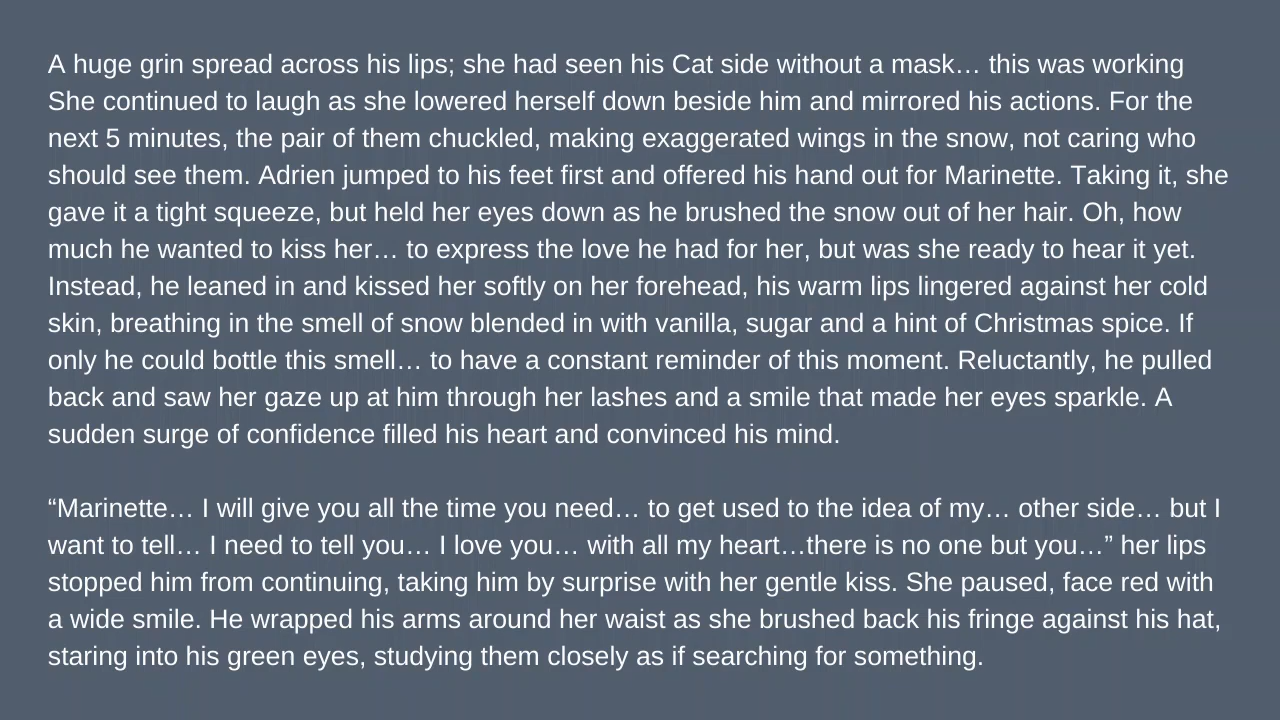 A huge grin spread across his lips; she had seen his Cat side without a mask… this was working
She continued to laugh as she lowered herself down beside him and mirrored his actions. For the
next 5 minutes, the pair of them chuckled, making exaggerated wings in the snow, not caring who
should see them. Adrien jumped to his feet first and offered his hand out for Marinette. Taking it, she
gave it a tight squeeze, but held her eyes down as he brushed the snow out of her hair. Oh, how
much he wanted to kiss her… to express the love he had for her, but was she ready to hear it yet.
Instead, he leaned in and kissed her softly on her forehead, his warm lips lingered against her cold
skin, breathing in the smell of snow blended in with vanilla, sugar and a hint of Christmas spice. If
only he could bottle this smell… to have a constant reminder of this moment. Reluctantly, he pulled
back and saw her gaze up at him through her lashes and a smile that made her eyes sparkle. A
sudden surge of confidence filled his heart and convinced his mind.
“Marinette… I will give you all the time you need… to get used to the idea of my… other side… but I
want to tell… I need to tell you… I love you… with all my heart…there is no one but you…” her lips
stopped him from continuing, taking him by surprise with her gentle kiss. She paused, face red with
a wide smile. He wrapped his arms around her waist as she brushed back his fringe against his hat,
staring into his green eyes, studying them closely as if searching for something.